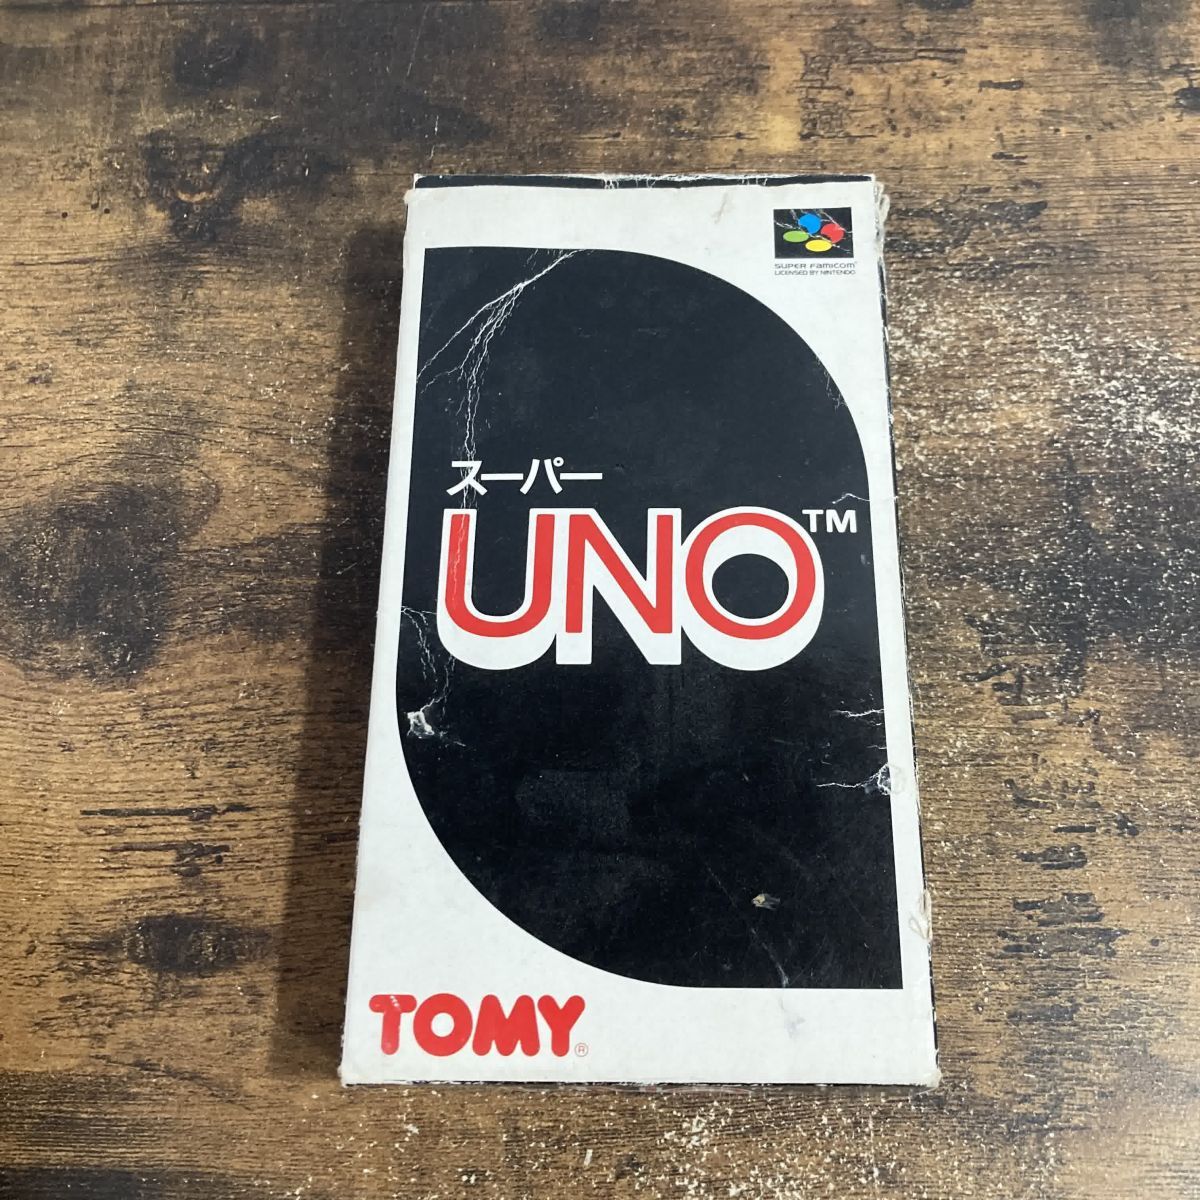 SUPER Famicom
LICENSED BY NINTENDO
スーパー
UNO™
TOMY®